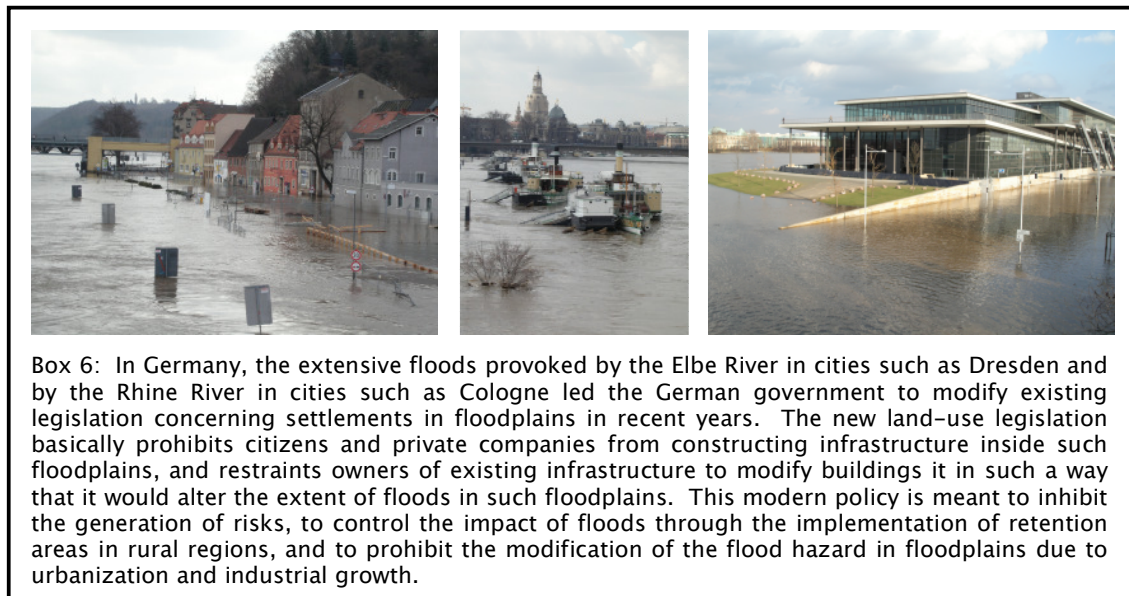 Box 6: In Germany, the extensive floods provoked by the Elbe River in cities such as Dresden and
by the Rhine River in cities such as Cologne led the German government to modify existing
legislation concerning settlements in floodplains in recent years. The new land-use legislation
basically prohibits citizens and private companies from constructing infrastructure inside such
floodplains, and restraints owners of existing infrastructure to modify buildings it in such a way
that it would alter the extent of floods in such floodplains. This modern policy is meant to inhibit
the generation of risks, to control the impact of floods through the implementation of retention
areas in rural regions, and to prohibit the modification of the flood hazard in floodplains due to
urbanization and industrial growth.